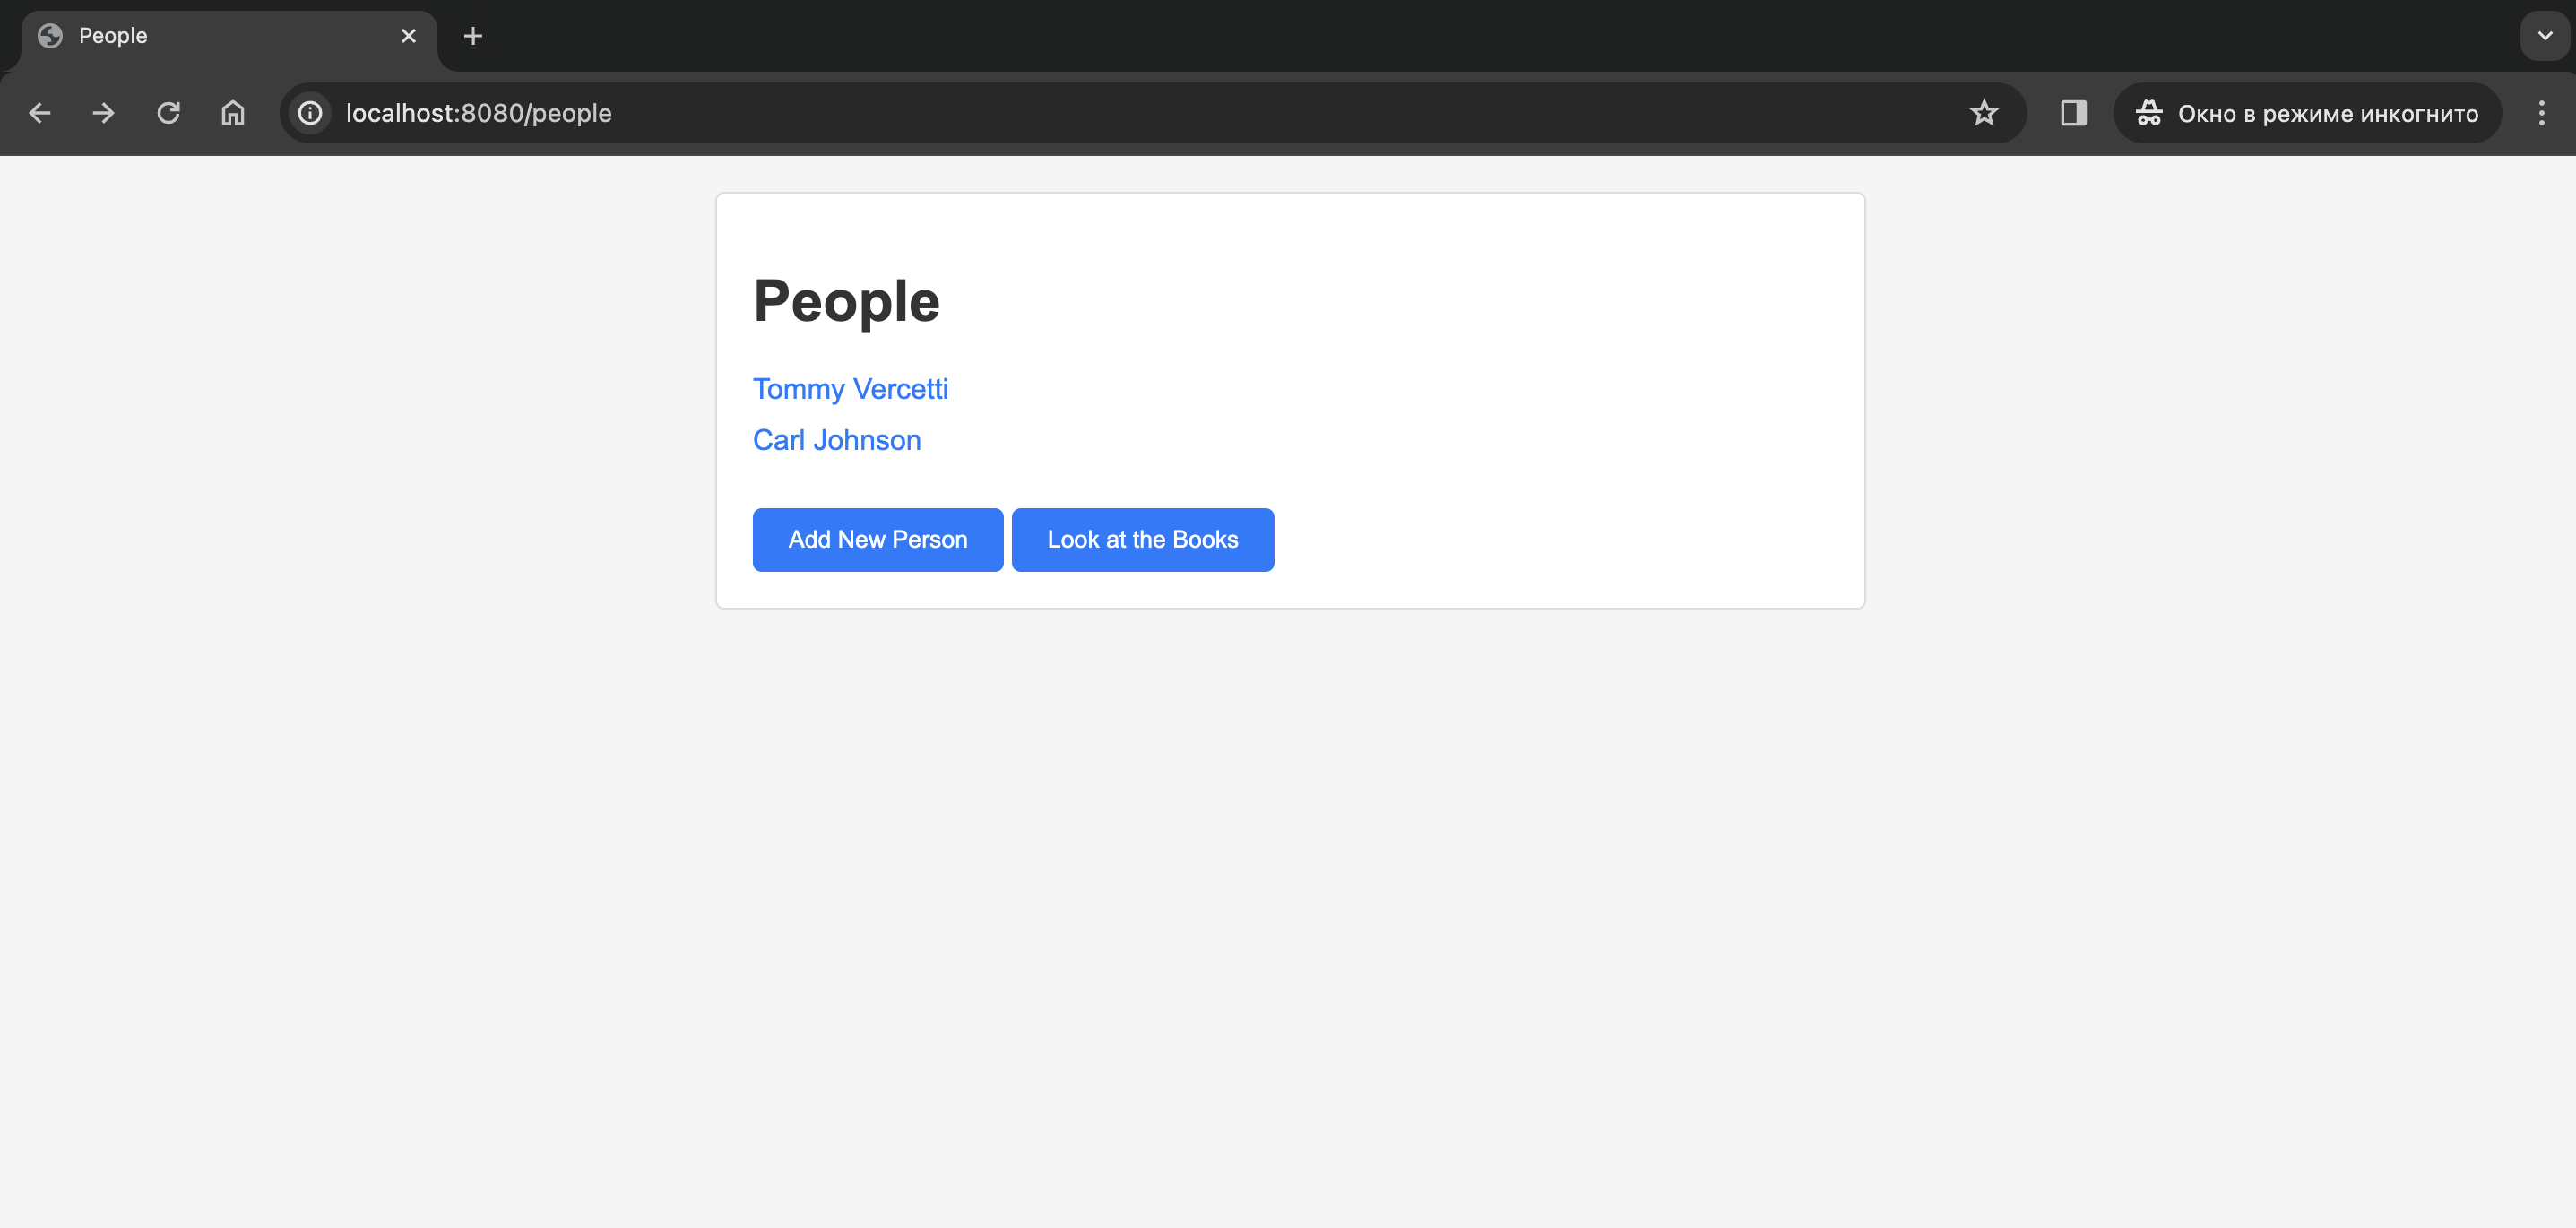 People
localhost:8080/people
Окно в режиме инкогнито
People
Tommy Vercetti
Carl Johnson
Add New Person
Look at the Books